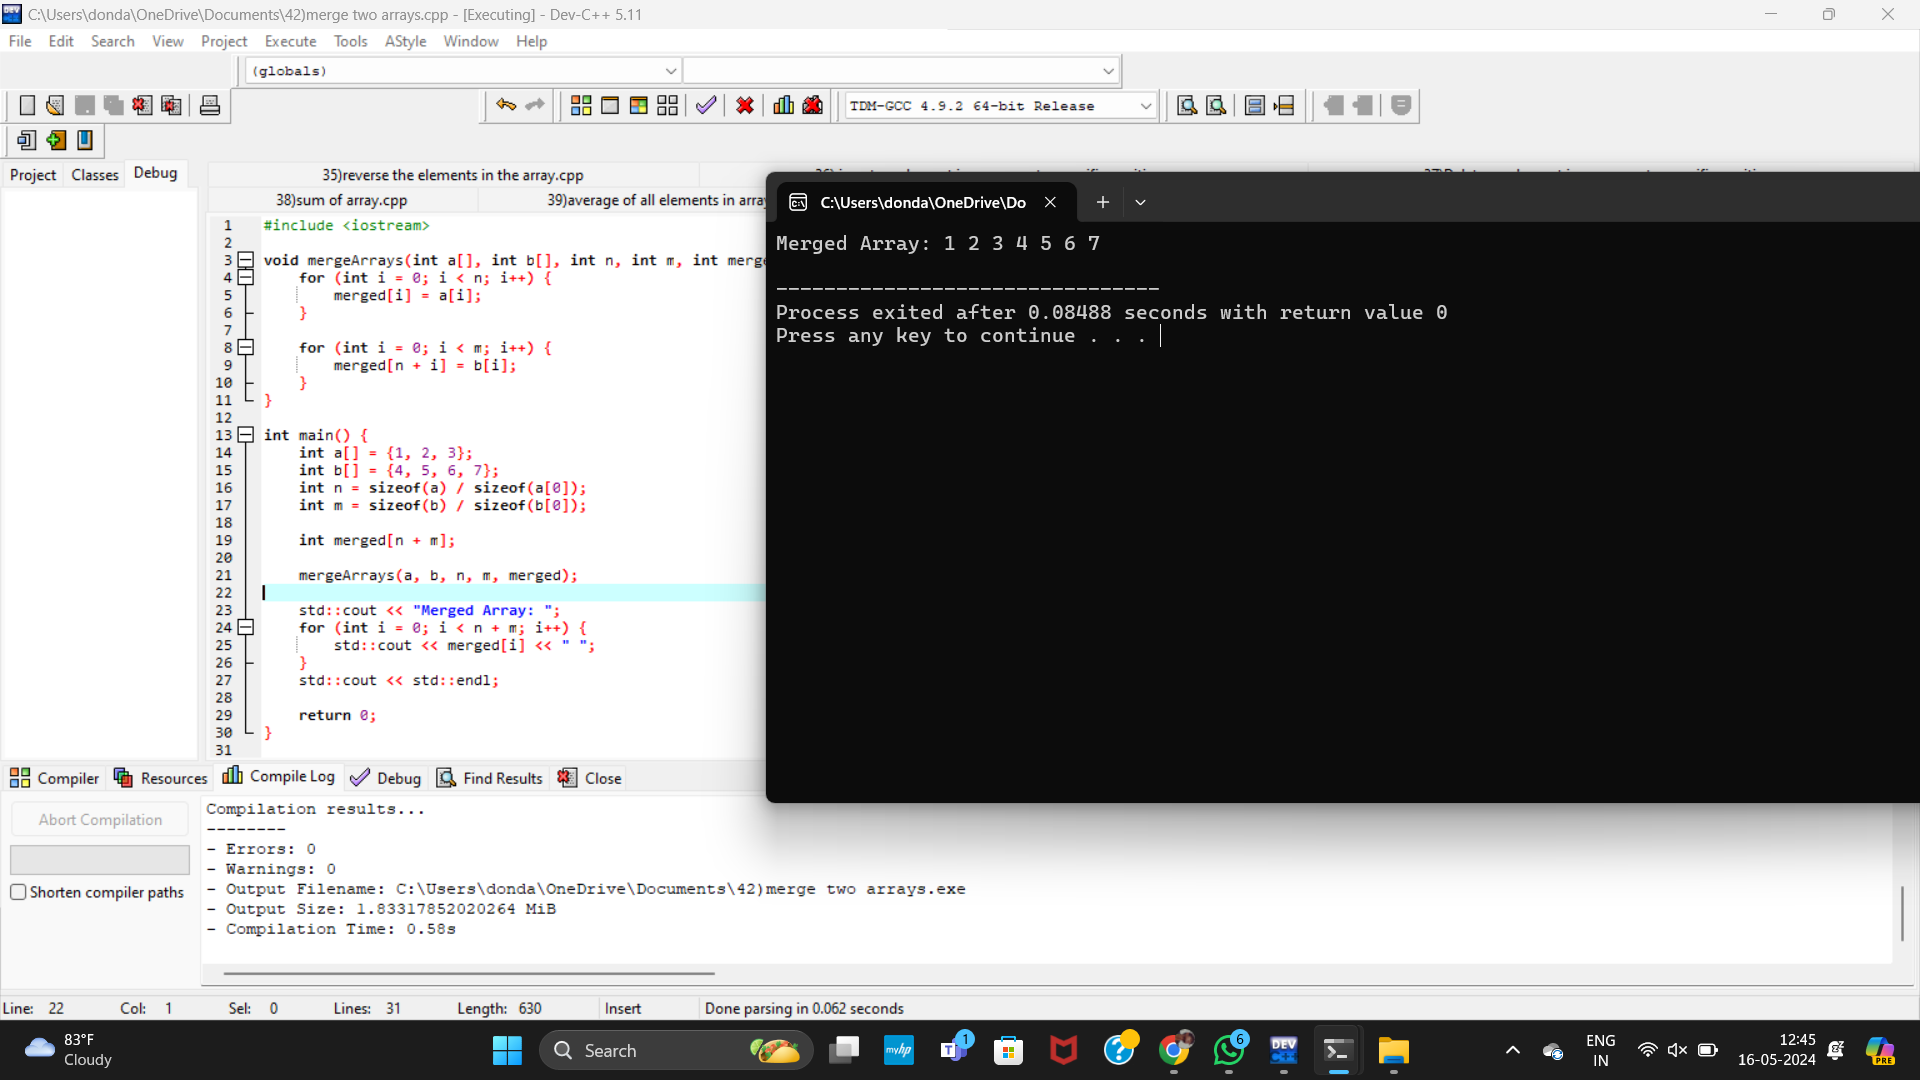 C:\Users\donda\OneDrive\Documents\42)merge two arrays.cpp - [Executing] - Dev-C++ 5.11
File Edit Search View Project Execute Tools AStyle Window Help
(globals)
TDM-GCC 4.9.2 64-bit Release
Project Classes Debug
35)reverse the elements in the array.cpp
38)sum of array.cpp 39)average of all elements in array
1 #include <iostream>
2
3 void mergeArrays(int a[], int b[], int n, int m, int merge
4 for (int i = 0; i < n; i++) {
5 merged[i] = a[i];
6 }
7
8 for (int i = 0; i < m; i++) {
9 merged[n + i] = b[i];
10 }
11 }
12
13 int main() {
14 int a[] = {1, 2, 3};
15 int b[] = {4, 5, 6, 7};
16 int n = sizeof(a) / sizeof(a[0]);
17 int m = sizeof(b) / sizeof(b[0]);
18
19 int merged[n + m];
20
21 mergeArrays(a, b, n, m, merged);
22
23 std::cout << "Merged Array: ";
24 for (int i = 0; i < n + m; i++) {
25 std::cout << merged[i] << " ";
26 }
27 std::cout << std::endl;
28
29 return 0;
30 }
31
C:\Users\donda\OneDrive\Do
Merged Array: 1 2 3 4 5 6 7
--------------------------------
Process exited after 0.08488 seconds with return value 0
Press any key to continue . . .
Compiler Resources Compile Log Debug Find Results Close
Abort Compilation
Shorten compiler paths
Compilation results...
--------
- Errors: 0
- Warnings: 0
- Output Filename: C:\Users\donda\OneDrive\Documents\42)merge two arrays.exe
- Output Size: 1.83317852020264 MiB
- Compilation Time: 0.58s
Line: 22 Col: 1 Sel: 0 Lines: 31 Length: 630 Insert Done parsing in 0.062 seconds
83°F
Cloudy
Search
myhp
1
6
DEV
ENG
IN
12:45
16-05-2024
PRE